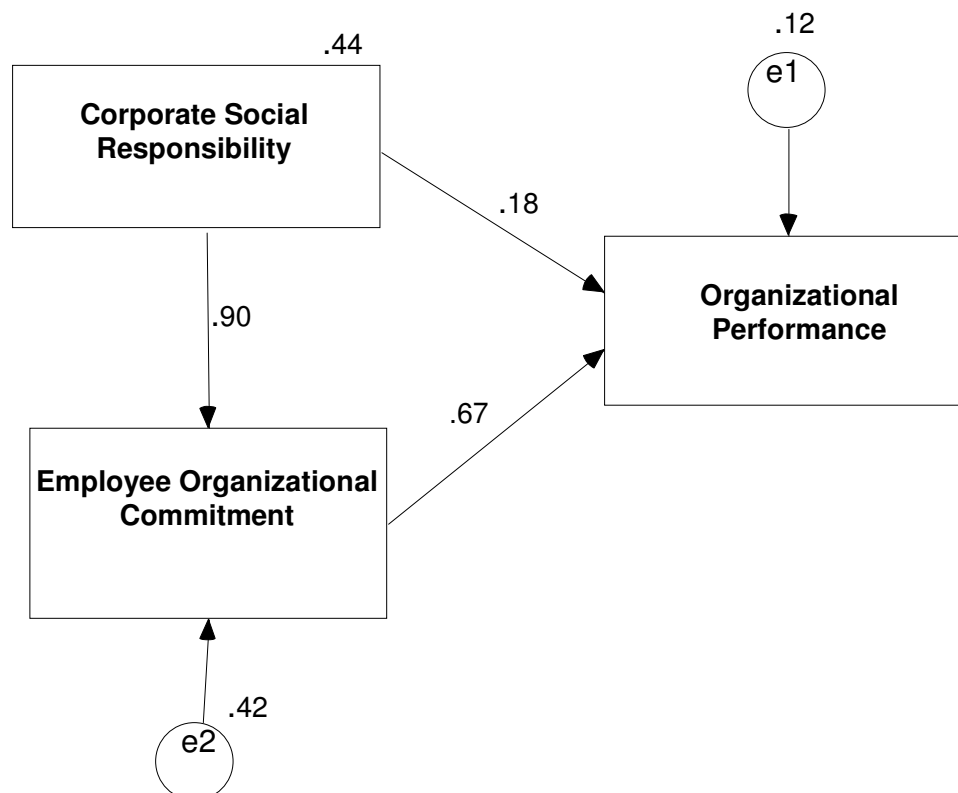 .44
.12
e1
Corporate Social
Responsibility
.18
Organizational
Performance
.90
.67
Employee Organizational
Commitment
.42
e2